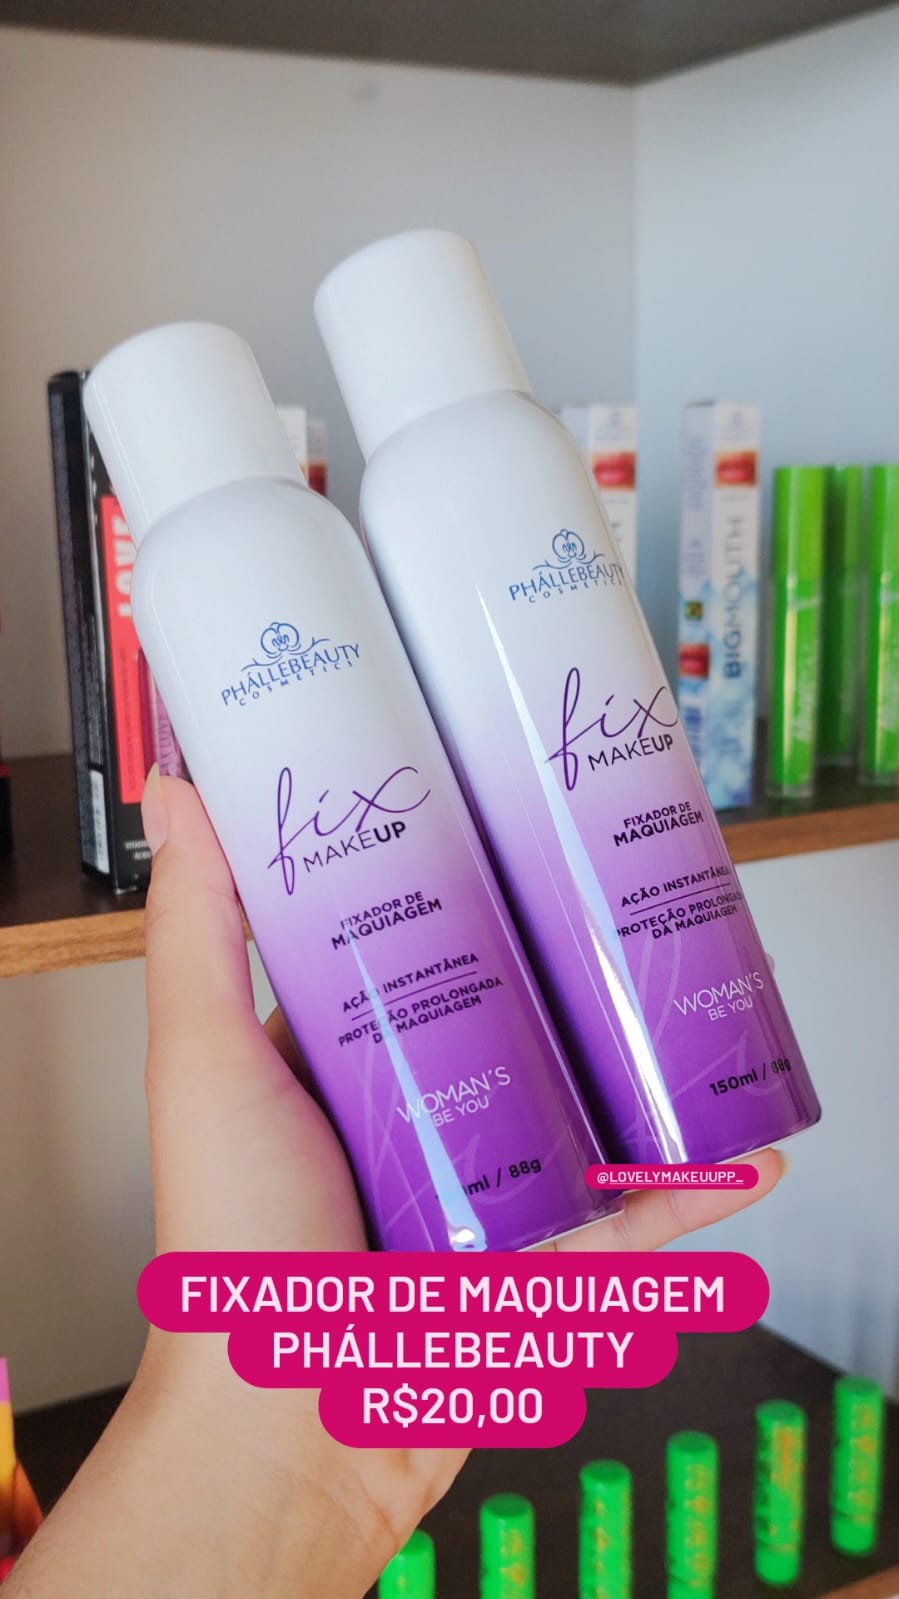 PHÁLLEBEAUTY
COSMETICS
fix
MAKEUP
FIXADOR DE
MAQUIAGEM
AÇÃO INSTANTÂNEA
PROTEÇÃO PROLONGADA
DA MAQUIAGEM
WOMAN´S
BE YOU
ml / 88g
PHÁLLEBEAUTY
COSMETICS
fix
MAKEUP
FIXADOR DE
MAQUIAGEM
AÇÃO INSTANTÂNEA
PROTEÇÃO PROLONGADA
DA MAQUIAGEM
WOMAN´S
BE YOU
150ml / 88g
BIGMOUTH
@LOVELYMAKEUUPP_
FIXADOR DE MAQUIAGEM
PHÁLLEBEAUTY
R$20,00